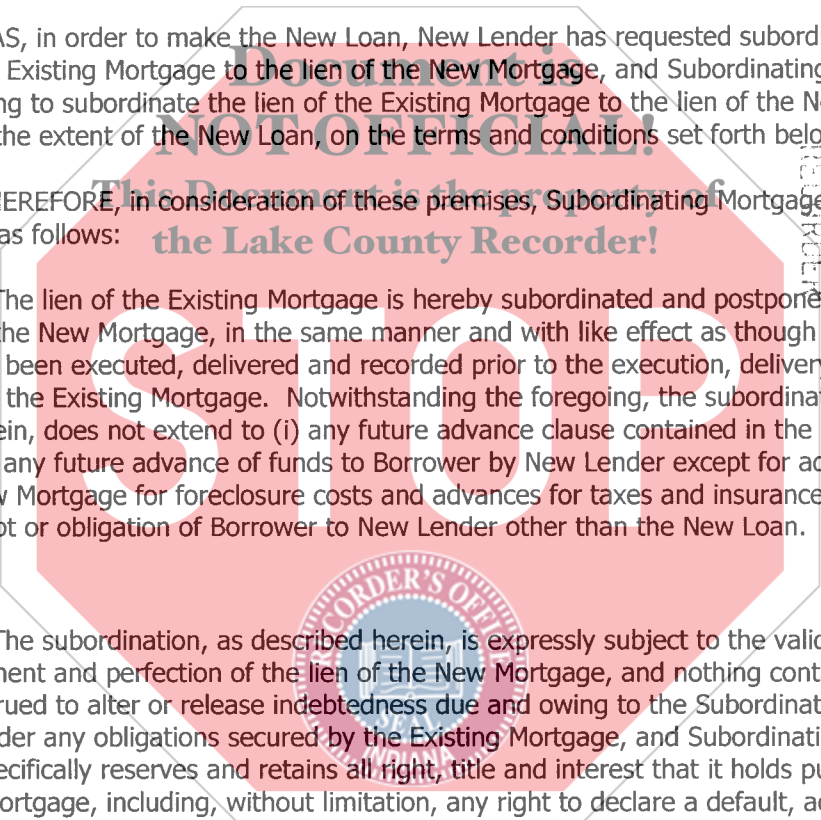 AS, in order to make the New Loan, New Lender has requested subord
Existing Mortgage to the lien of the New Mortgage, and Subordinating
ng to subordinate the lien of the Existing Mortgage to the lien of the N
the extent of the New Loan, on the terms and conditions set forth belo
Document is
NOT OFFICIAL!
This Document is the property of
the Lake County Recorder!
EREFORE, in consideration of these premises, Subordinating Mortgage
as follows:
The lien of the Existing Mortgage is hereby subordinated and postpone
the New Mortgage, in the same manner and with like effect as though
been executed, delivered and recorded prior to the execution, delivery
the Existing Mortgage. Notwithstanding the foregoing, the subordinat
ein, does not extend to (i) any future advance clause contained in the
any future advance of funds to Borrower by New Lender except for ad
w Mortgage for foreclosure costs and advances for taxes and insurance
bt or obligation of Borrower to New Lender other than the New Loan.
STOP
The subordination, as described herein, is expressly subject to the valid
ment and perfection of the lien of the New Mortgage, and nothing cont
rued to alter or release indebtedness due and owing to the Subordinat
der any obligations secured by the Existing Mortgage, and Subordinati
ecifically reserves and retains all right, title and interest that it holds pu
ortgage, including, without limitation, any right to declare a default, ac
RECORDER'S OFFICE
SEAL
INDIANA